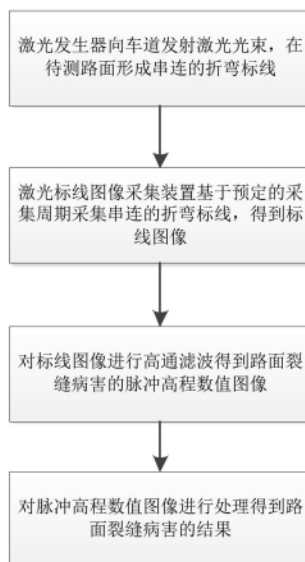 激光发生器向车道发射激光光束，在
待测路面形成串连的折弯标线
激光标线图像采集装置基于预定的采
集周期采集串连的折弯标线，得到标
线图像
对标线图像进行高通滤波得到路面裂
缝病害的脉冲高程数值图像
对脉冲高程数值图像进行处理得到路
面裂缝病害的结果